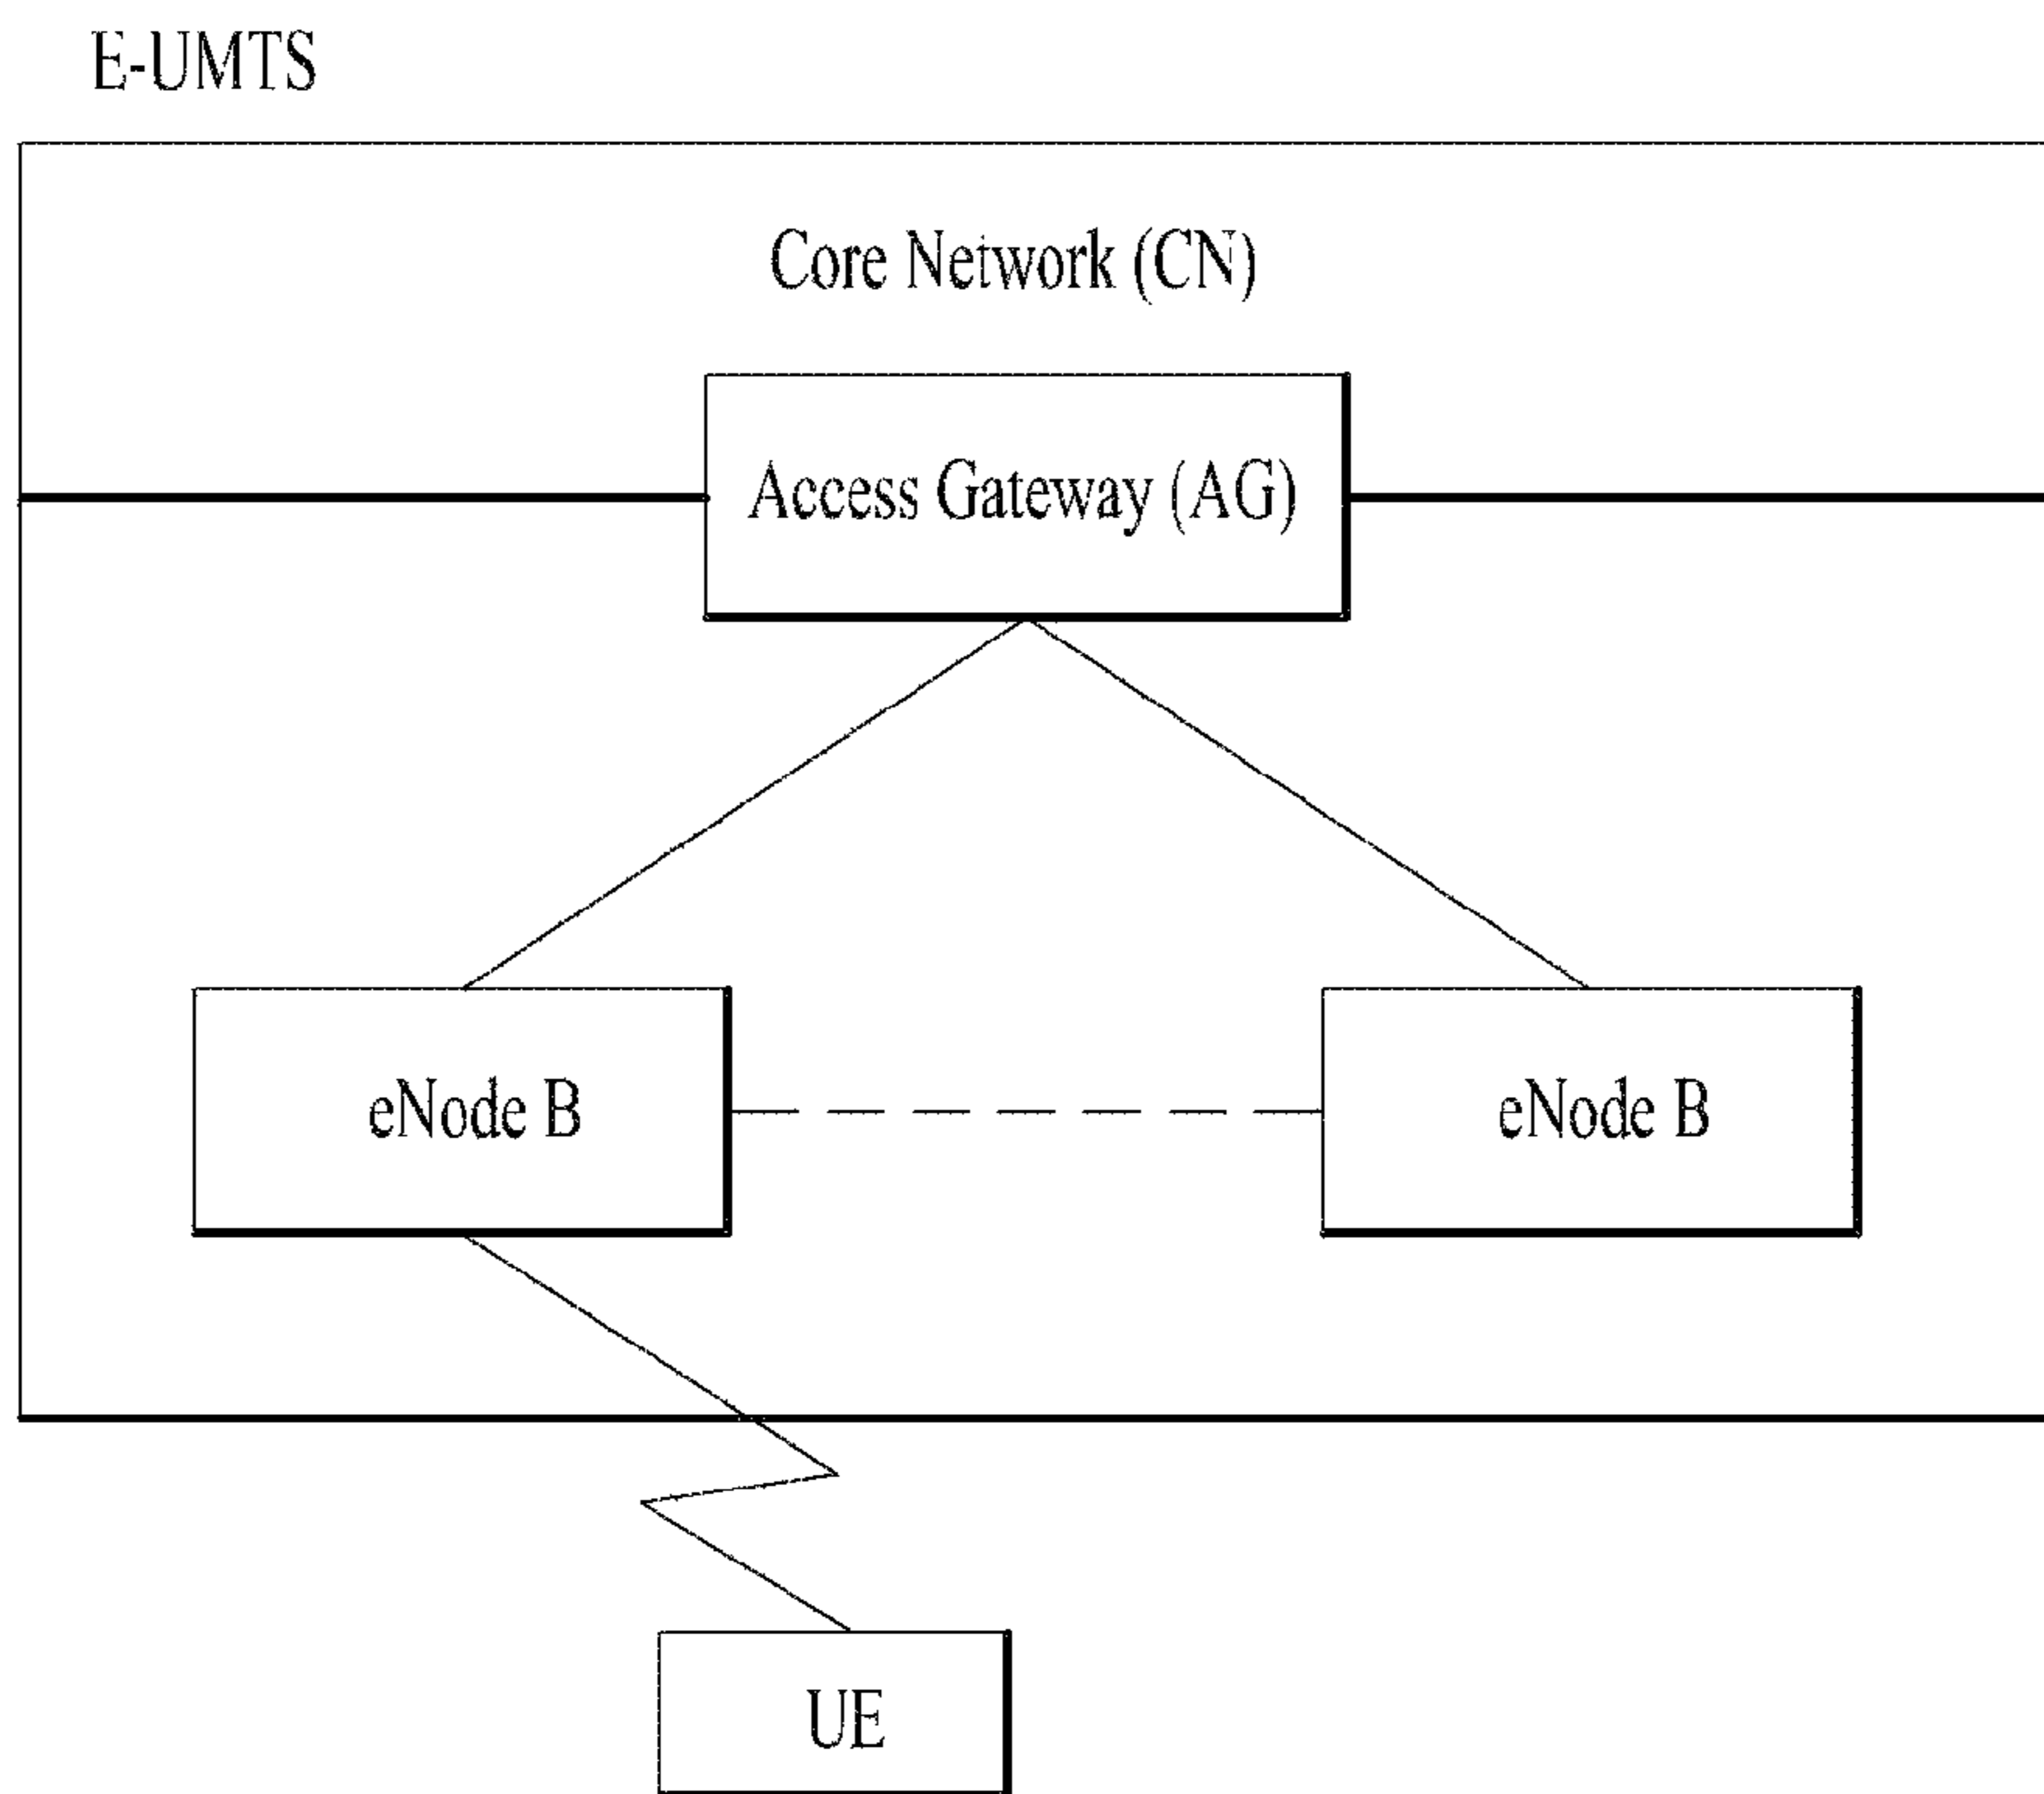 E-UMTS
Core Network (CN)
Access Gateway (AG)
eNode B
eNode B
UE